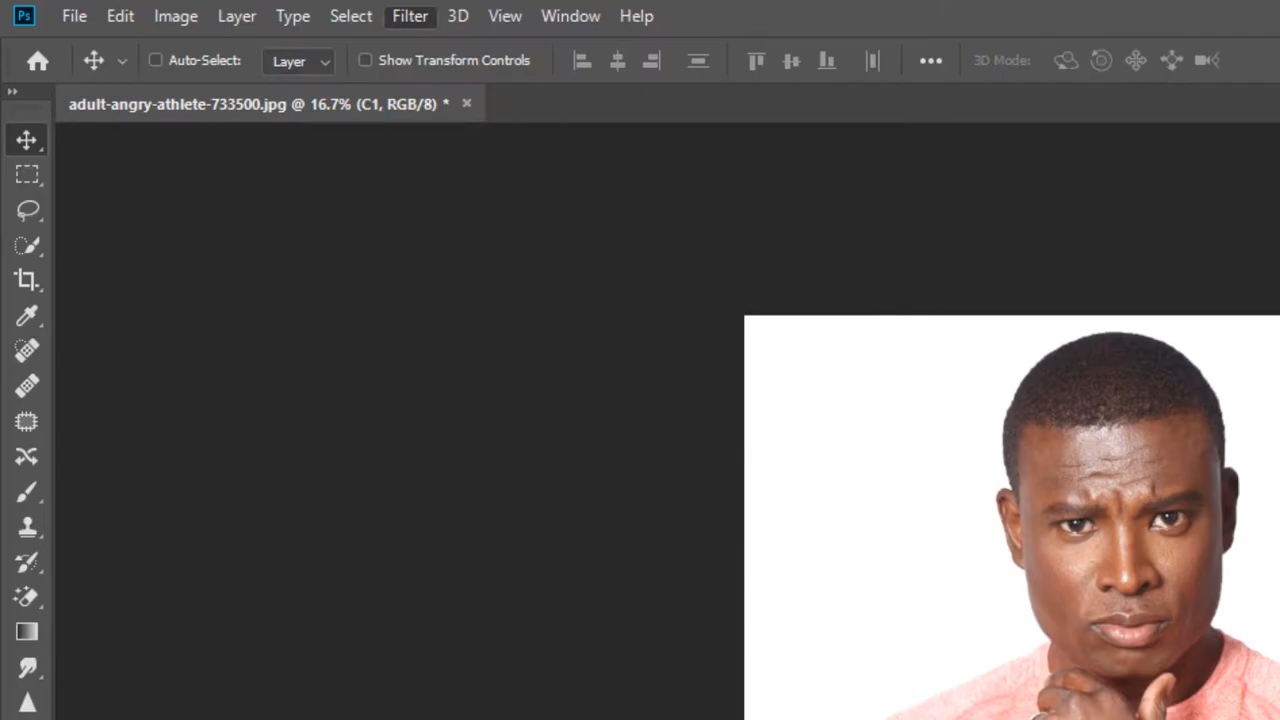 Ps File Edit Image Layer Type Select Filter 3D View Window Help
Auto-Select: Layer Show Transform Controls 3D Mode:
adult-angry-athlete-733500.jpg @ 16.7% (C1, RGB/8) *